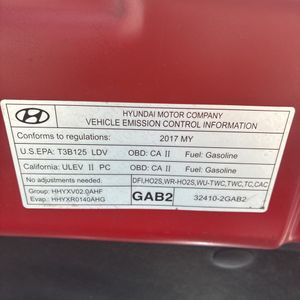 HYUNDAI MOTOR COMPANY
VEHICLE EMISSION CONTROL INFORMATION
Conforms to regulations: 2017 MY
U.S.EPA: T3B125 LDV OBD: CA II Fuel: Gasoline
California: ULEV II PC OBD: CA II Fuel: Gasoline
No adjustments needed. DFI,HO2S,WR-HO2S,WU-TWC,TWC,TC,CAC
Group: HHYXV02.0AHF
Evap: HHYXR0140AHG GAB2 32410-2GAB2